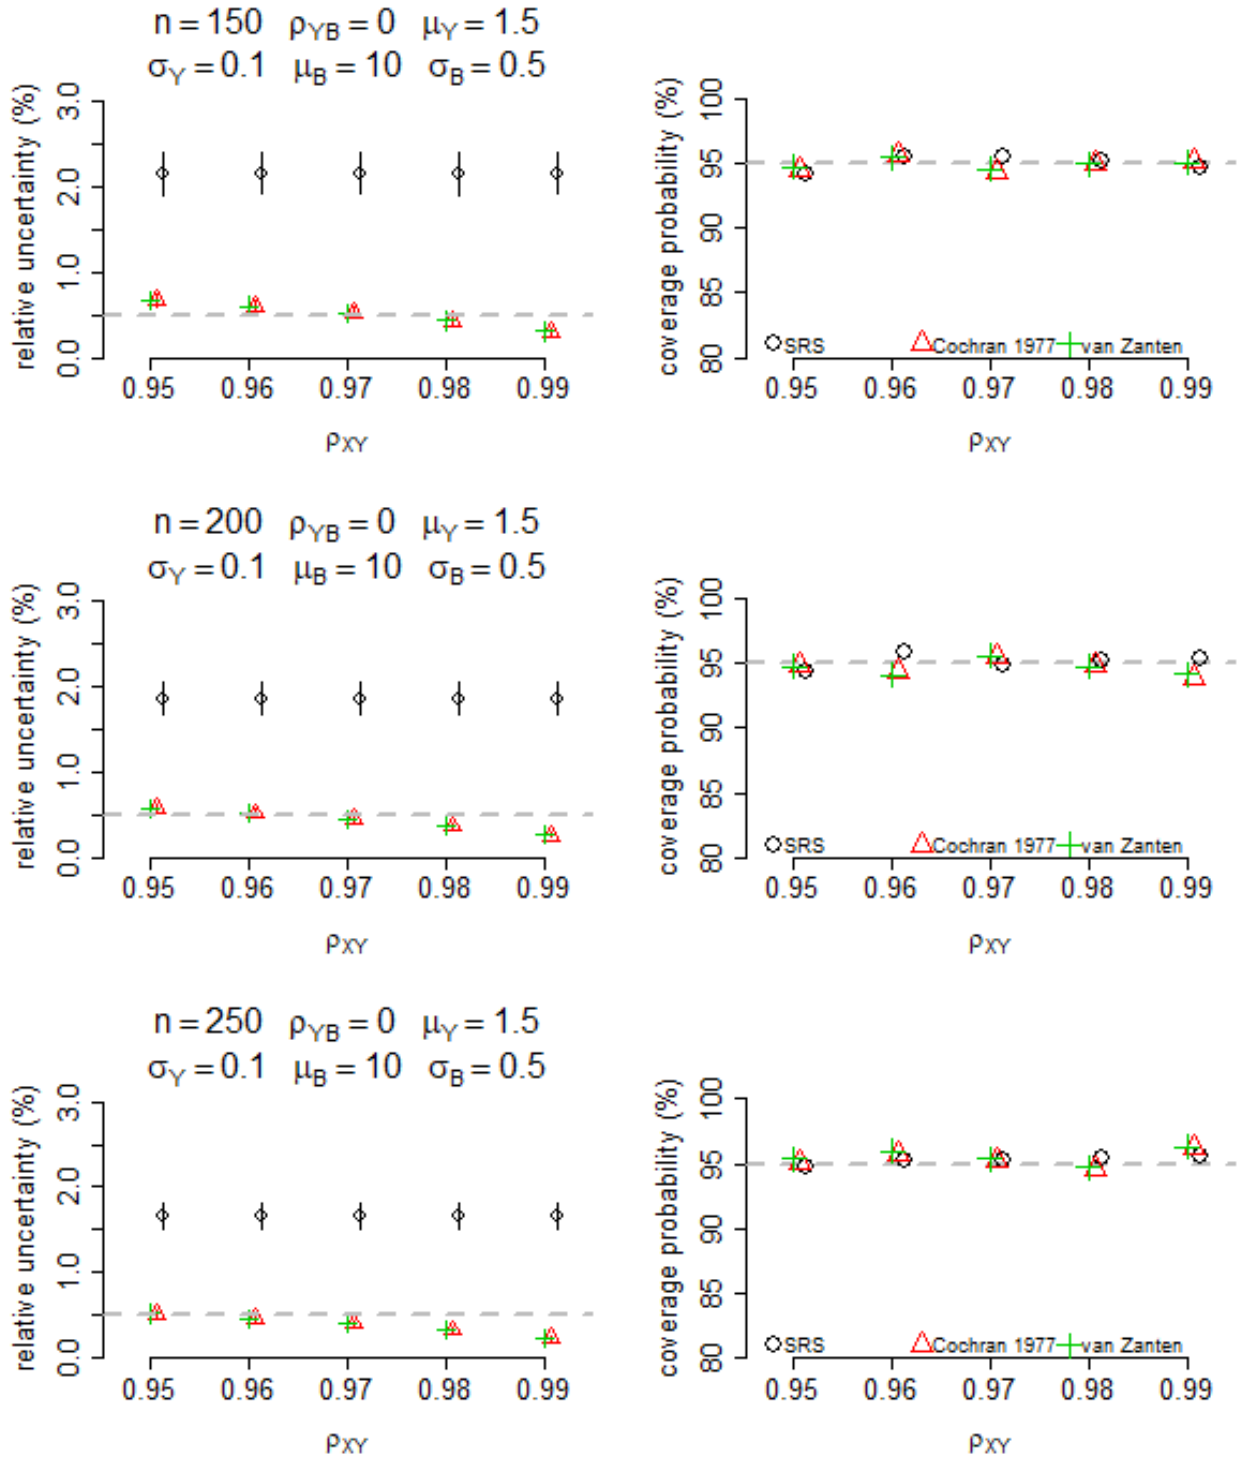 n = 150 ρYB = 0 μY = 1.5
σY = 0.1 μB = 10 σB = 0.5
relative uncertainty (%)
3.0
2.0
1.0
0.0
0.95 0.96 0.97 0.98 0.99
ρXY
coverage probability (%)
100
95
90
85
80
SRS Cochran 1977 van Zanten
0.95 0.96 0.97 0.98 0.99
ρXY
n = 200 ρYB = 0 μY = 1.5
σY = 0.1 μB = 10 σB = 0.5
relative uncertainty (%)
3.0
2.0
1.0
0.0
0.95 0.96 0.97 0.98 0.99
ρXY
coverage probability (%)
100
95
90
85
80
SRS Cochran 1977 van Zanten
0.95 0.96 0.97 0.98 0.99
ρXY
n = 250 ρYB = 0 μY = 1.5
σY = 0.1 μB = 10 σB = 0.5
relative uncertainty (%)
3.0
2.0
1.0
0.0
0.95 0.96 0.97 0.98 0.99
ρXY
coverage probability (%)
100
95
90
85
80
SRS Cochran 1977 van Zanten
0.95 0.96 0.97 0.98 0.99
ρXY